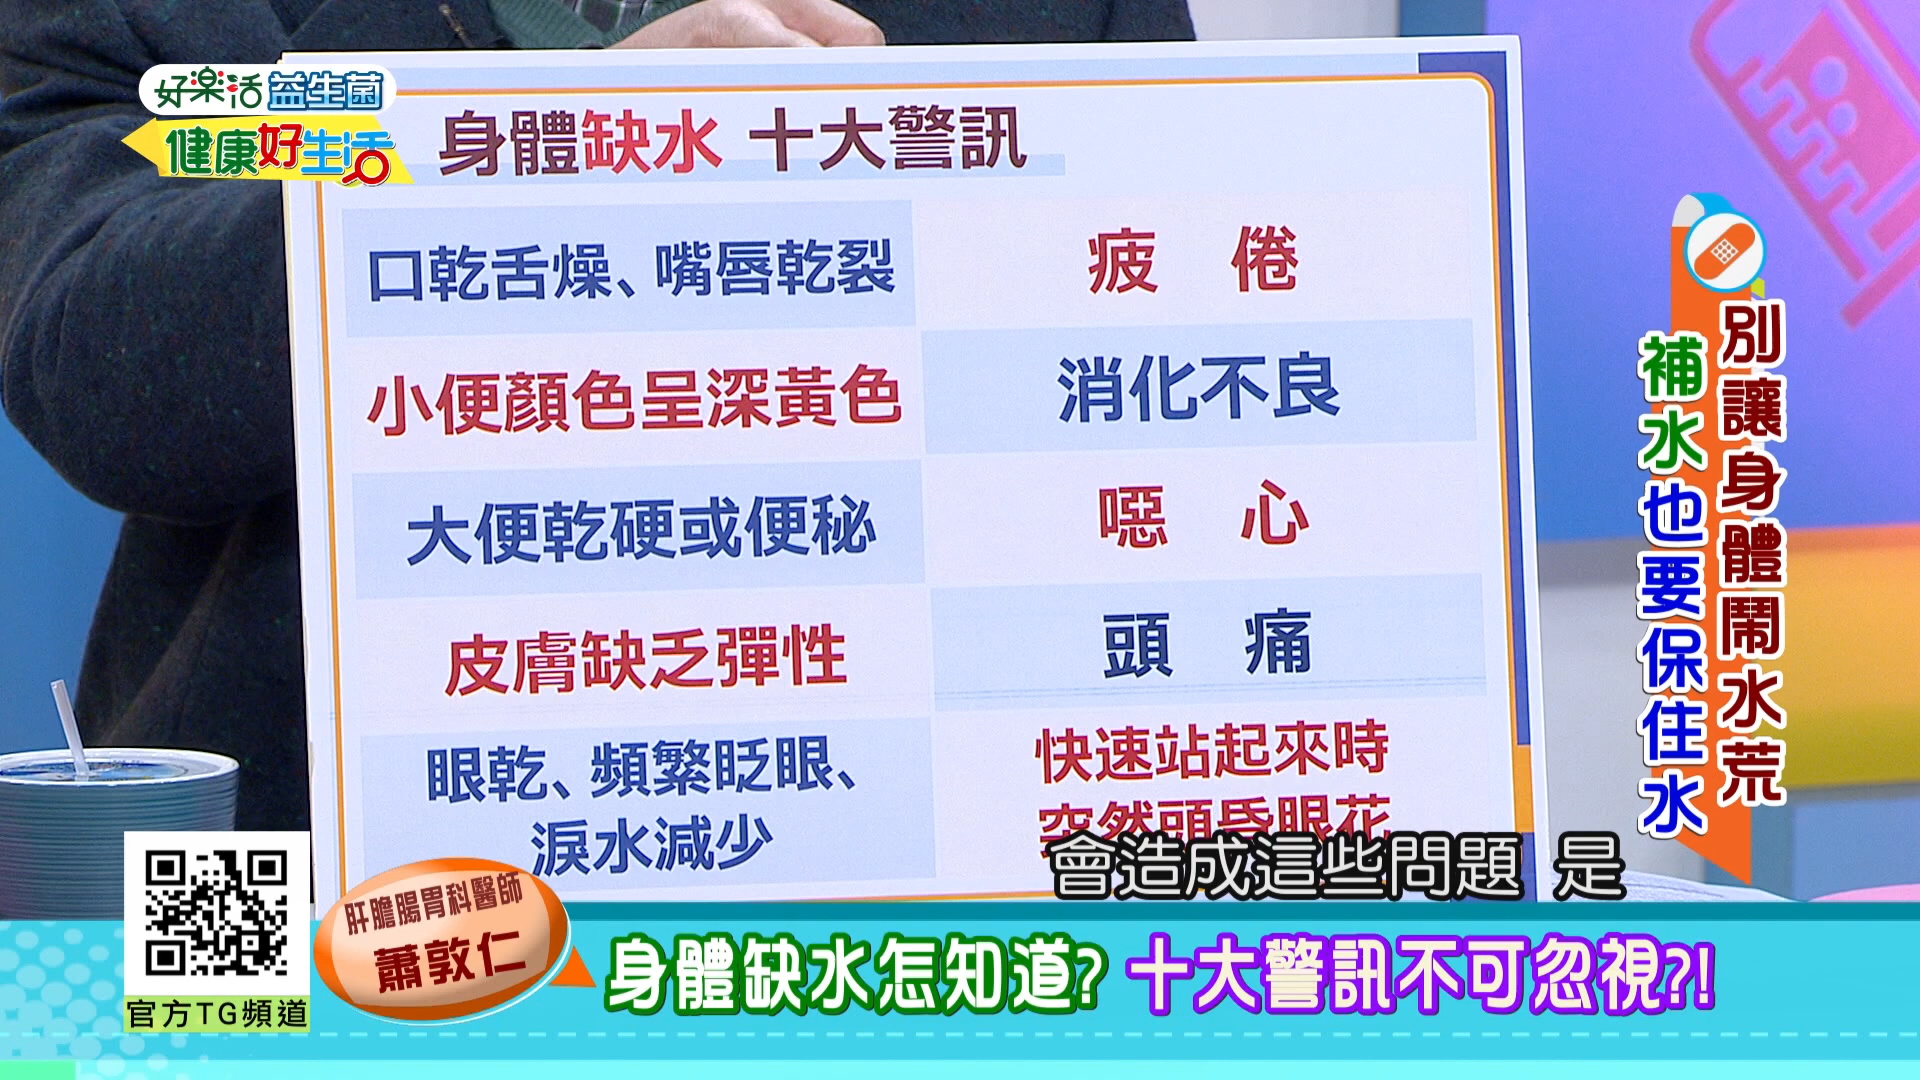 好樂活益生菌
健康好生活
身體缺水 十大警訊
口乾舌燥、嘴唇乾裂
疲 倦
小便顏色呈深黃色
消化不良
大便乾硬或便秘
噁 心
皮膚缺乏彈性
頭 痛
眼乾、頻繁眨眼、
淚水減少
快速站起來時
突然頭昏眼花
別讓身體鬧水荒
補水也要保住水
會造成這些問題 是
官方TG頻道
肝膽腸胃科醫師
蕭敦仁
身體缺水怎知道? 十大警訊不可忽視?!